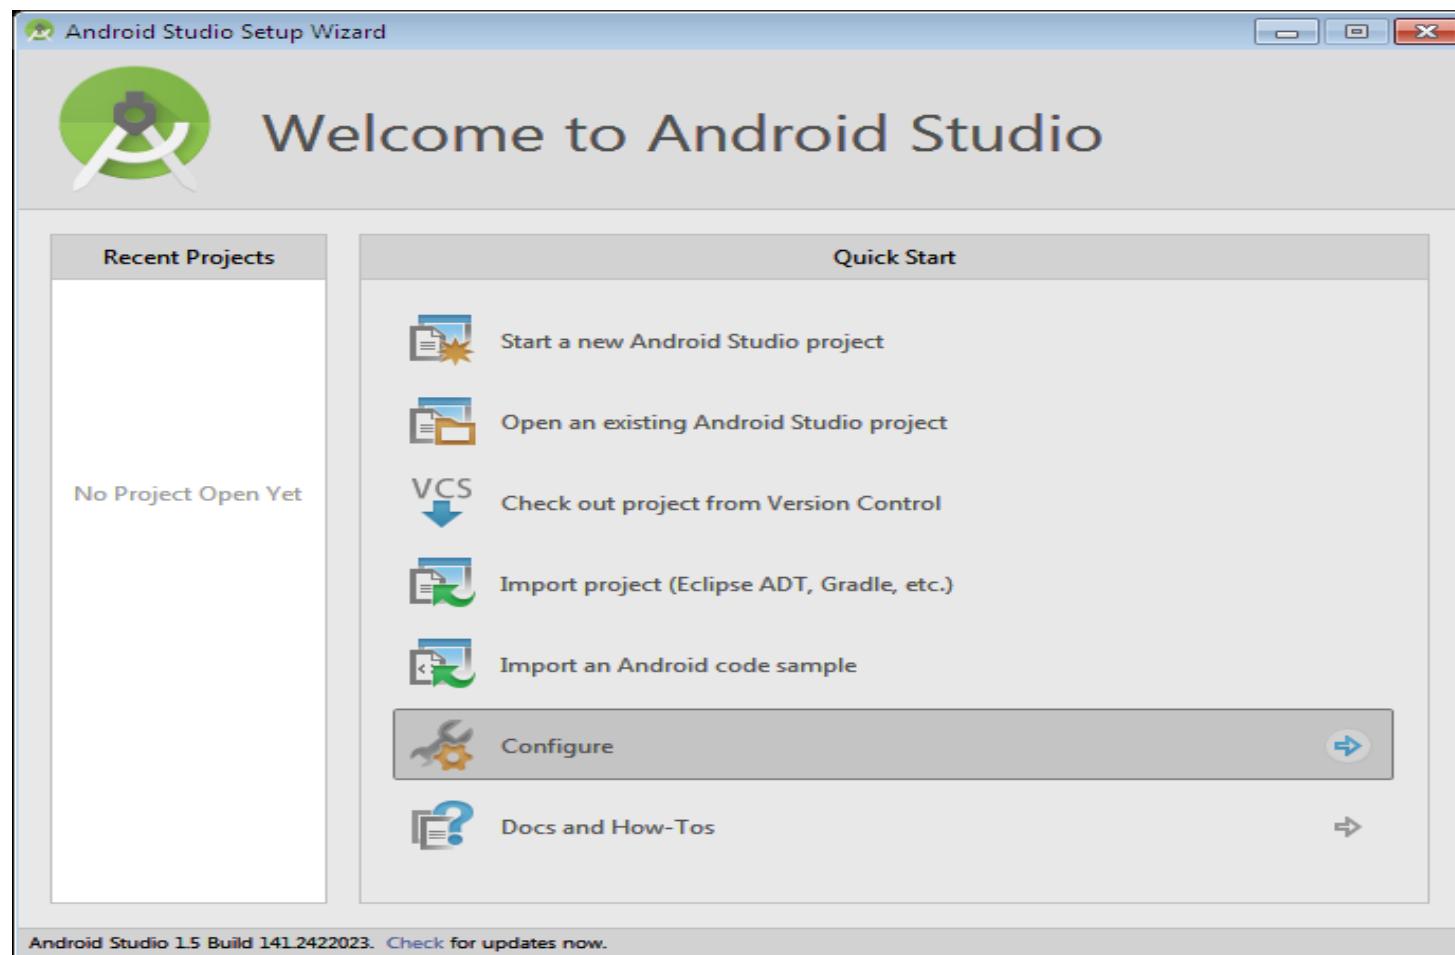 Android Studio Setup Wizard
Welcome to Android Studio
Recent Projects
No Project Open Yet
Quick Start
Start a new Android Studio project
Open an existing Android Studio project
VCS
Check out project from Version Control
Import project (Eclipse ADT, Gradle, etc.)
Import an Android code sample
Configure
Docs and How-Tos
Android Studio 1.5 Build 141.2422023. Check for updates now.